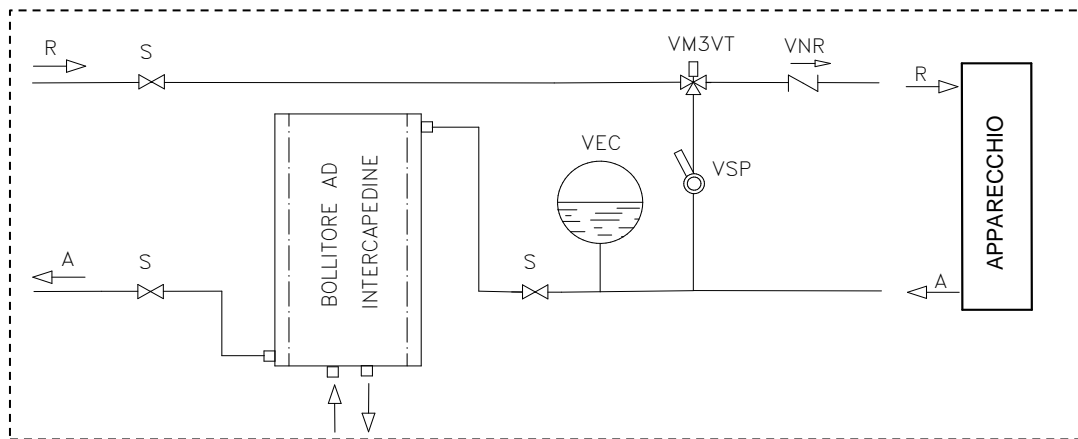 R
S
VM3VT
VNR
R
VEC
VSP
BOLLITORE AD
INTERCAPEDINE
APPARECCHIO
A
S
S
A